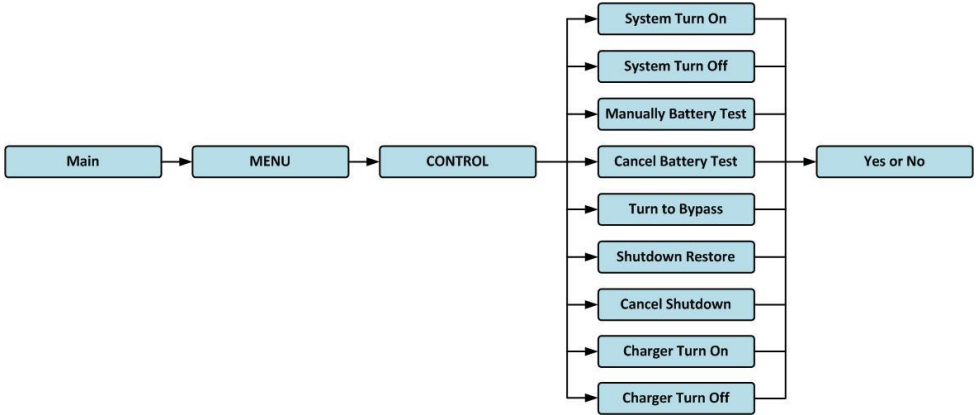 Main
MENU
CONTROL
System Turn On
System Turn Off
Manually Battery Test
Cancel Battery Test
Turn to Bypass
Shutdown Restore
Cancel Shutdown
Charger Turn On
Charger Turn Off
Yes or No